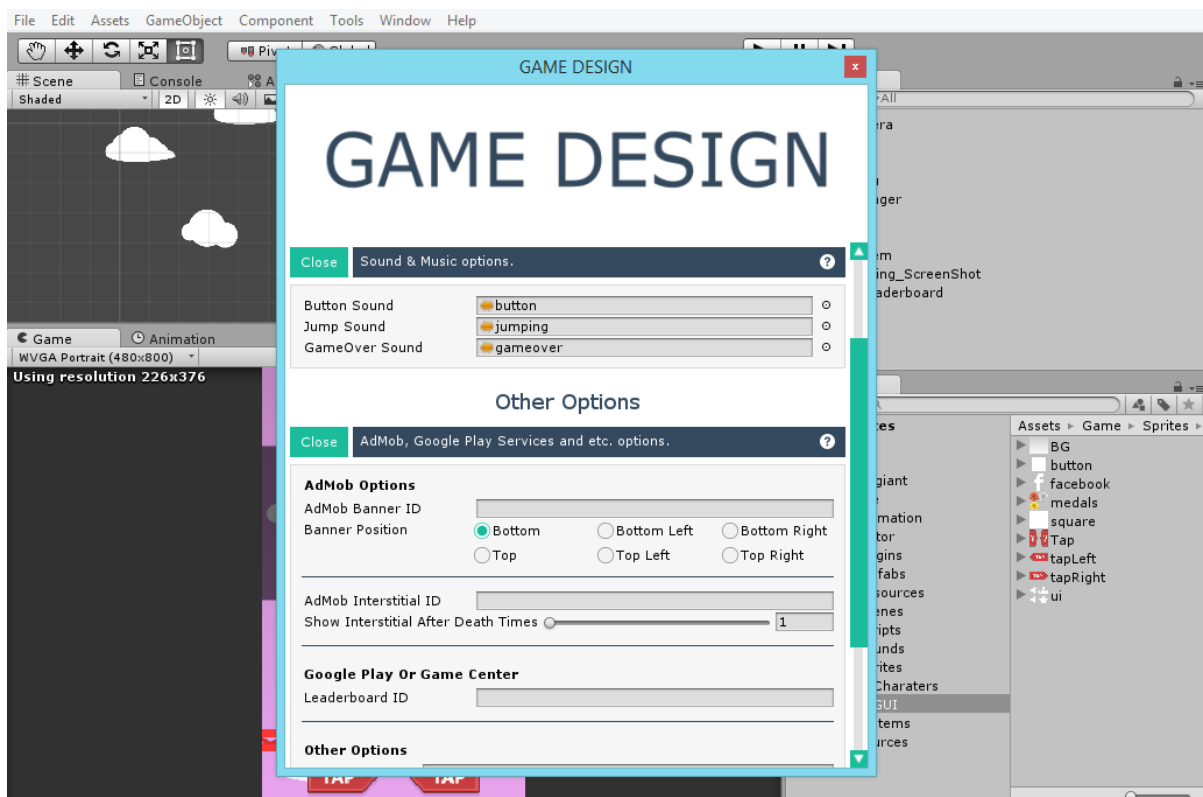 File Edit Assets GameObject Component Tools Window Help
GAME DESIGN
x
# Scene Console
All
Shaded 2D
GAME DESIGN
Close Sound & Music options. ?
Button Sound button
Jump Sound jumping
GameOver Sound gameover
ing_ScreenShot
aderboard
Game Animation
WVGA Portrait (480x800)
Using resolution 226x376
Other Options
Close AdMob, Google Play Services and etc. options. ?
AdMob Options
AdMob Banner ID
Banner Position Bottom Bottom Left Bottom Right
Top Top Left Top Right
AdMob Interstitial ID
Show Interstitial After Death Times 1
Google Play Or Game Center
Leaderboard ID
Other Options
TAP TAP
giant
mation
tor
gins
fabs
sources
enes
ipts
unds
rites
Charaters
GUI
tems
urces
Assets Game Sprites
BG
button
facebook
medals
square
Tap
tapLeft
tapRight
ui